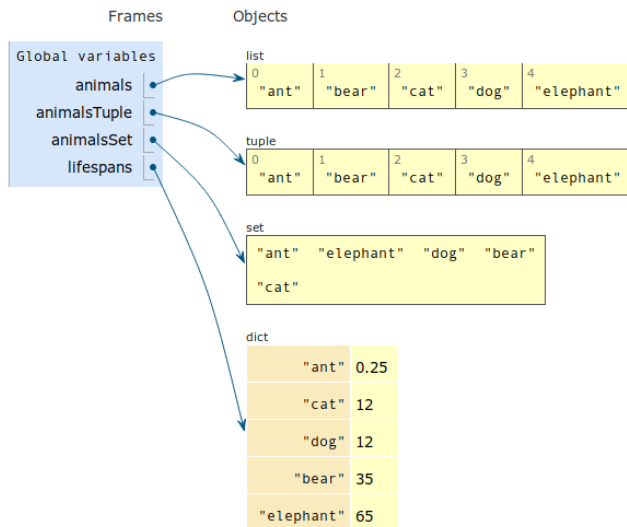 Frames Objects
Global variables
animals
animalsTuple
animalsSet
lifespans
list
0 1 2 3 4
"ant" "bear" "cat" "dog" "elephant"
tuple
0 1 2 3 4
"ant" "bear" "cat" "dog" "elephant"
set
"ant" "elephant" "dog" "bear"
"cat"
dict
"ant" 0.25
"cat" 12
"dog" 12
"bear" 35
"elephant" 65